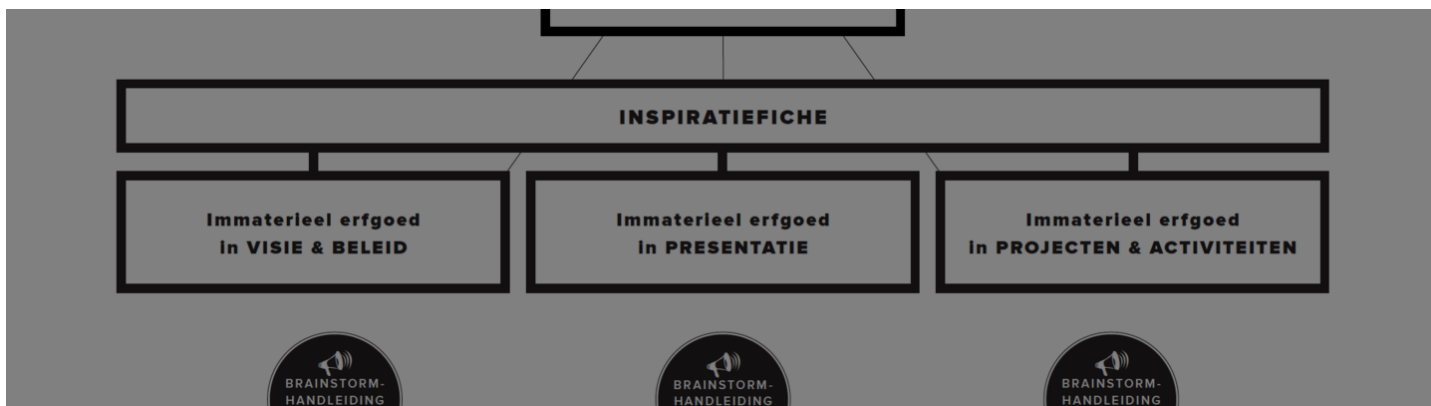 INSPIRATIEFICHE
Immaterieel erfgoed
in VISIE & BELEID
Immaterieel erfgoed
in PRESENTATIE
Immaterieel erfgoed
in PROJECTEN & ACTIVITEITEN
BRAINSTORM-
HANDLEIDING
BRAINSTORM-
HANDLEIDING
BRAINSTORM-
HANDLEIDING